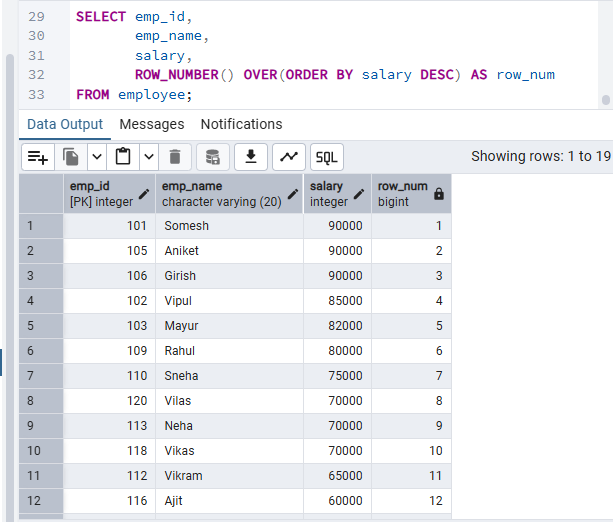 29 SELECT emp_id,
30 emp_name,
31 salary,
32 ROW_NUMBER() OVER(ORDER BY salary DESC) AS row_num
33 FROM employee;
Data Output Messages Notifications
SQL Showing rows: 1 to 19
emp_id emp_name salary row_num
[PK] integer character varying (20) integer bigint
1 101 Somesh 90000 1
2 105 Aniket 90000 2
3 106 Girish 90000 3
4 102 Vipul 85000 4
5 103 Mayur 82000 5
6 109 Rahul 80000 6
7 110 Sneha 75000 7
8 120 Vilas 70000 8
9 113 Neha 70000 9
10 118 Vikas 70000 10
11 112 Vikram 65000 11
12 116 Ajit 60000 12